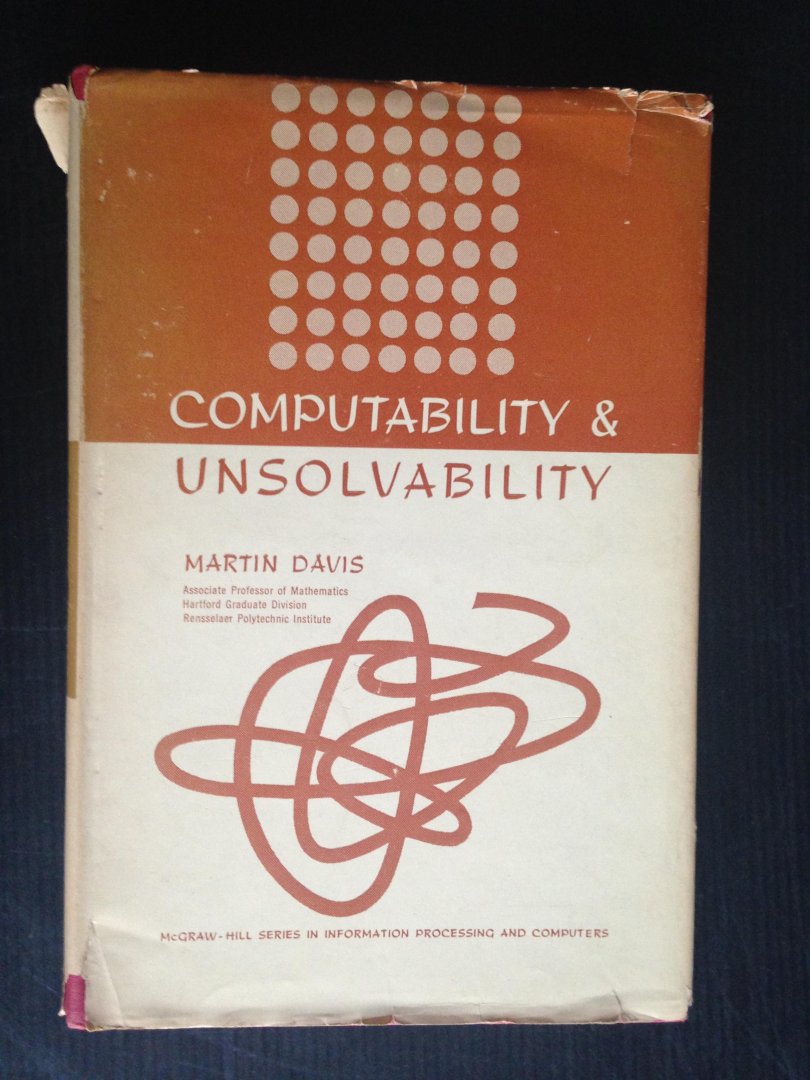 COMPUTABILITY &
UNSOLVABILITY
MARTIN DAVIS
Associate Professor of Mathematics
Hartford Graduate Division
Rensselaer Polytechnic Institute
McGRAW-HILL SERIES IN INFORMATION PROCESSING AND COMPUTERS